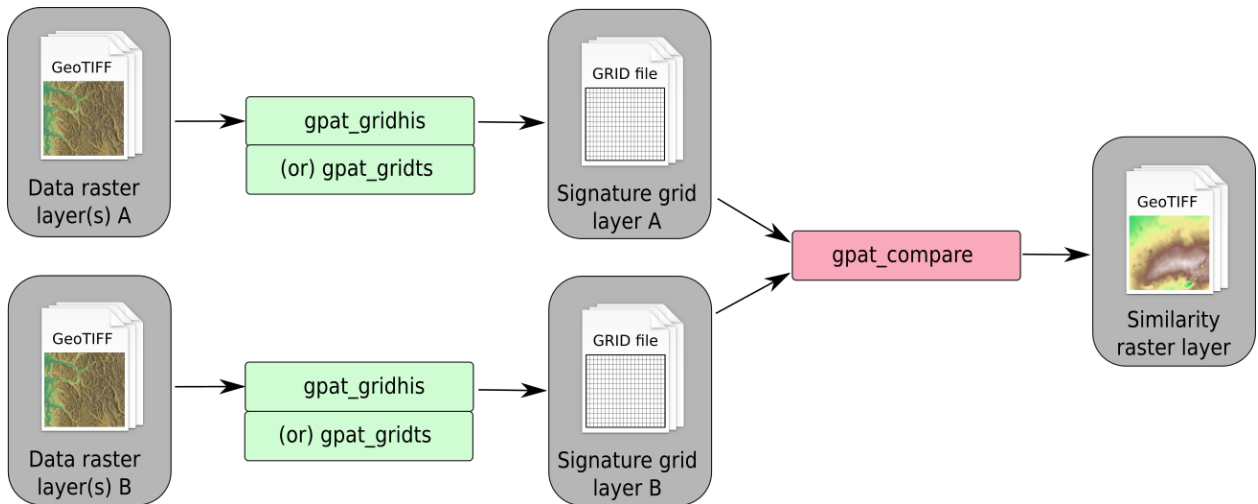 GeoTIFF
Data raster
layer(s) A
gpat_gridhis
(or) gpat_gridts
GRID file
Signature grid
layer A
GeoTIFF
Data raster
layer(s) B
gpat_gridhis
(or) gpat_gridts
GRID file
Signature grid
layer B
gpat_compare
GeoTIFF
Similarity
raster layer